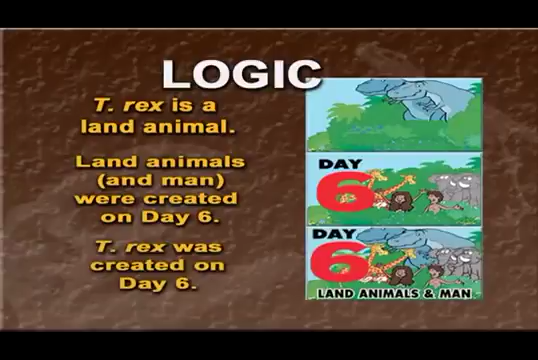 LOGIC
T. rex is a
land animal.
Land animals
(and man)
were created
on Day 6.
T. rex was
created on
Day 6.
DAY
6
DAY
6
LAND ANIMALS & MAN